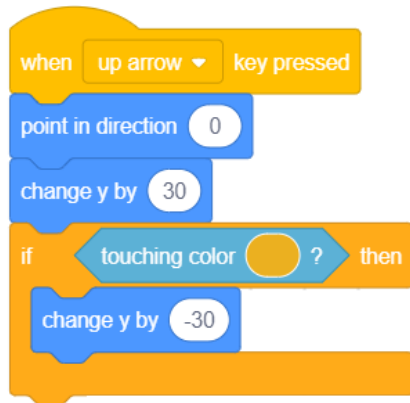 when up arrow key pressed
point in direction 0
change y by 30
if touching color ? then
change y by -30